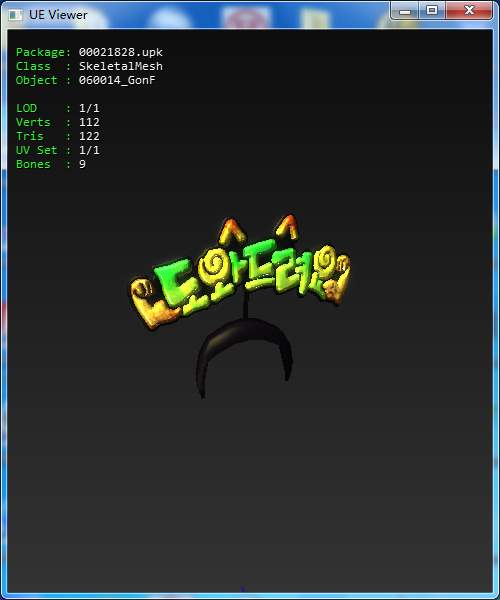 UE Viewer
Package: 00021828.upk
Class : SkeletalMesh
Object : 060014_GonF
LOD : 1/1
Verts : 112
Tris : 122
UV Set : 1/1
Bones : 9
도와드려요